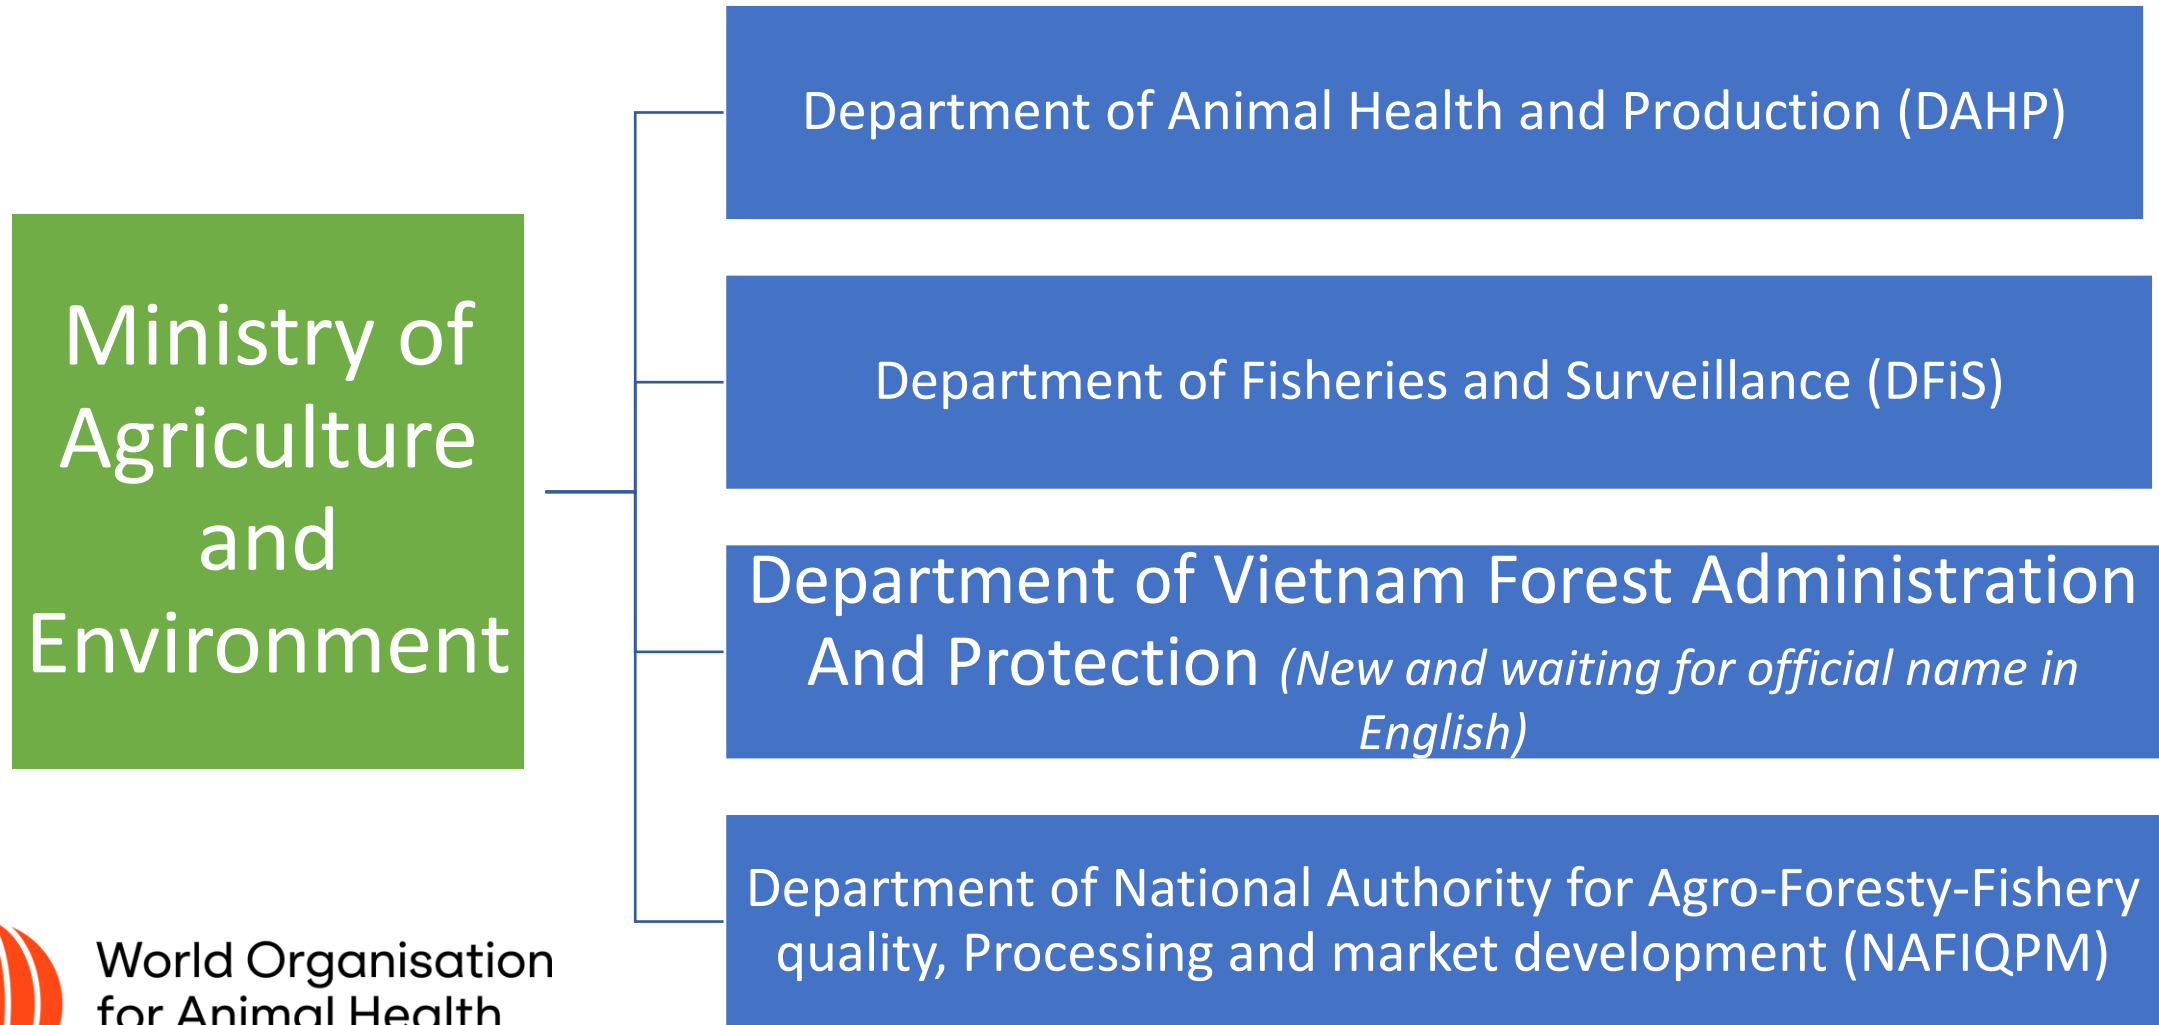 Ministry of
Agriculture
and
Environment
Department of Animal Health and Production (DAHP)
Department of Fisheries and Surveillance (DFiS)
Department of Vietnam Forest Administration
And Protection (New and waiting for official name in
English)
Department of National Authority for Agro-Foresty-Fishery
quality, Processing and market development (NAFIQPM)
World Organisation
for Animal Health